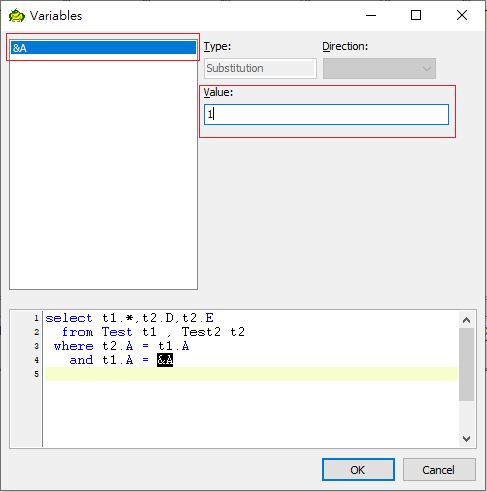 Variables
&A
Type:
Direction:
Substitution
Value:
1
1 select t1.*,t2.D,t2.E
2 from Test t1 , Test2 t2
3 where t2.A = t1.A
4 and t1.A = &A
5
OK
Cancel